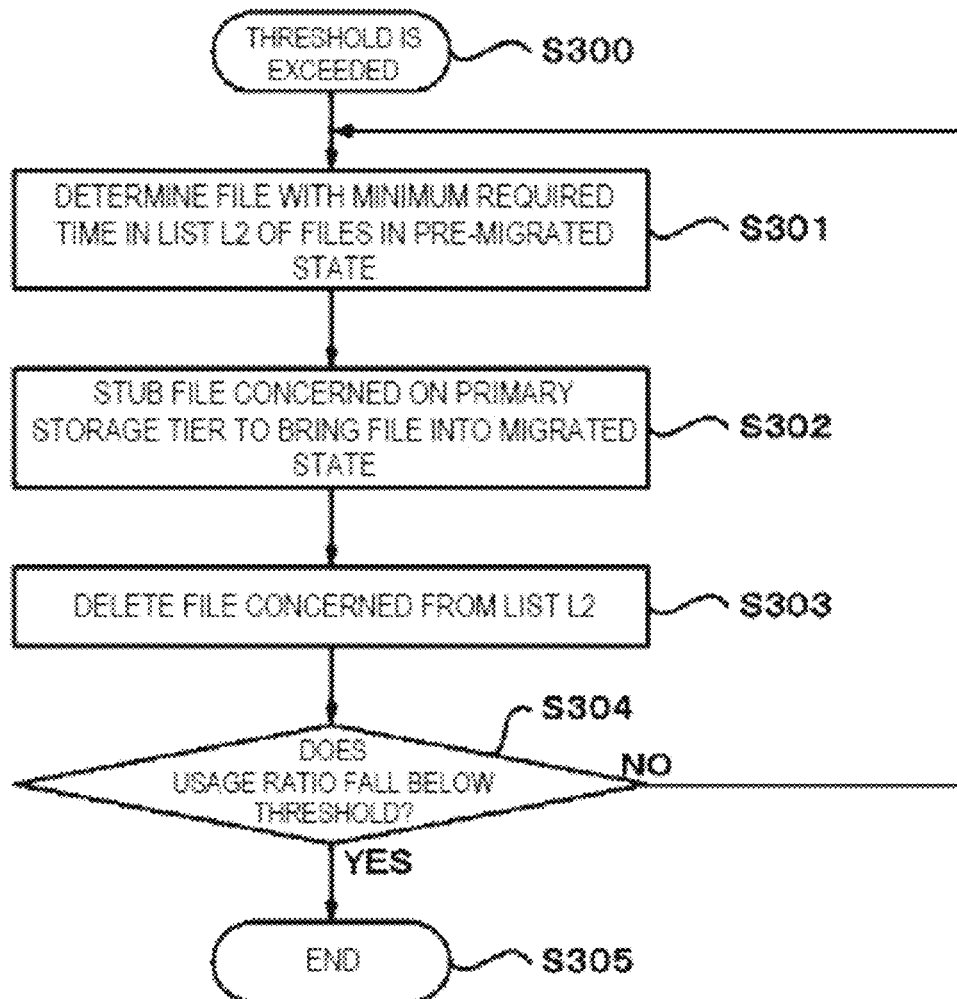 THRESHOLD IS
EXCEEDED
S300
DETERMINE FILE WITH MINIMUM REQUIRED
TIME IN LIST L2 OF FILES IN PRE-MIGRATED
STATE
S301
STUB FILE CONCERNED ON PRIMARY
STORAGE TIER TO BRING FILE INTO MIGRATED
STATE
S302
DELETE FILE CONCERNED FROM LIST L2
S303
S304
DOES
USAGE RATIO FALL BELOW
THRESHOLD?
NO
YES
END
S305